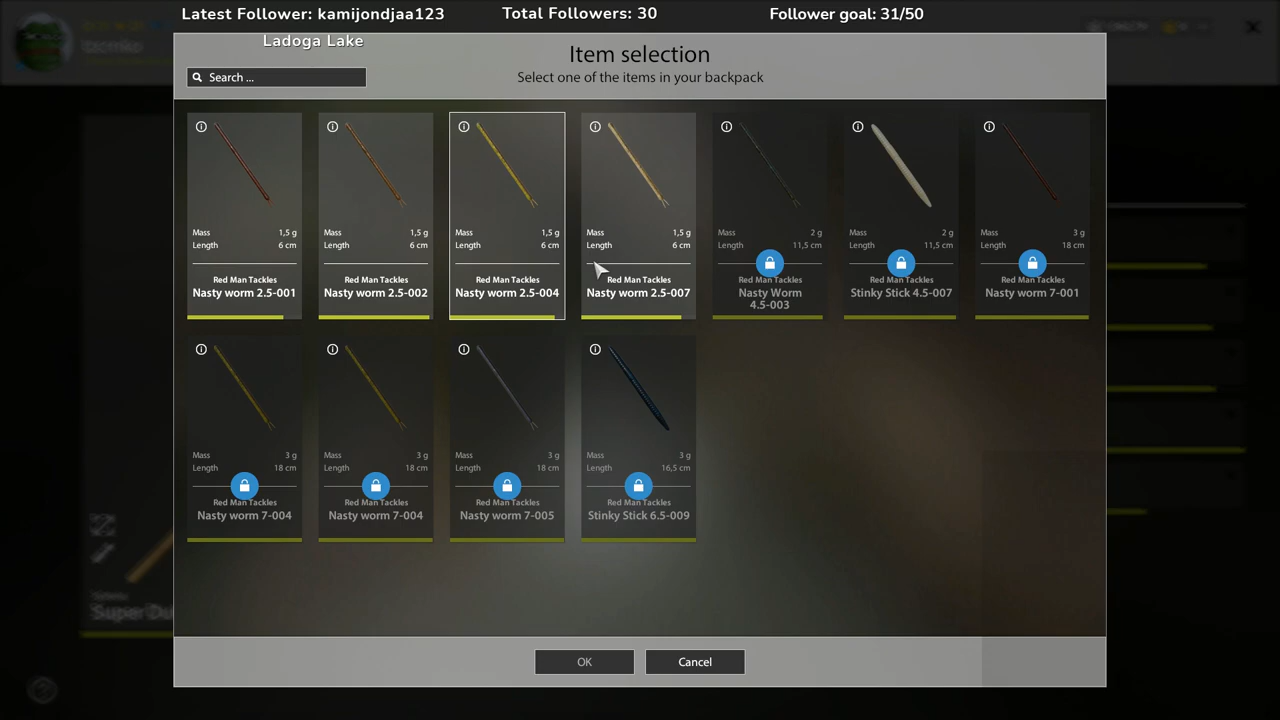 Latest Follower: kamijondjaa123
Total Followers: 30
Follower goal: 31/50
Ladoga Lake
Item selection
Search ...
Select one of the items in your backpack
Mass 1,5 g
Length 6 cm
Red Man Tackles
Nasty worm 2.5-001
Mass 1,5 g
Length 6 cm
Red Man Tackles
Nasty worm 2.5-002
Mass 1,5 g
Length 6 cm
Red Man Tackles
Nasty worm 2.5-004
Mass 1,5 g
Length 6 cm
Red Man Tackles
Nasty worm 2.5-007
Mass 2 g
Length 11,5 cm
Red Man Tackles
Nasty Worm
4.5-003
Mass 2 g
Length 11,5 cm
Red Man Tackles
Stinky Stick 4.5-007
Mass 3 g
Length 18 cm
Red Man Tackles
Nasty worm 7-001
Mass 3 g
Length 18 cm
Red Man Tackles
Nasty worm 7-004
Mass 3 g
Length 18 cm
Red Man Tackles
Nasty worm 7-004
Mass 3 g
Length 18 cm
Red Man Tackles
Nasty worm 7-005
Mass 3 g
Length 16,5 cm
Red Man Tackles
Stinky Stick 6.5-009
Super Du
OK
Cancel